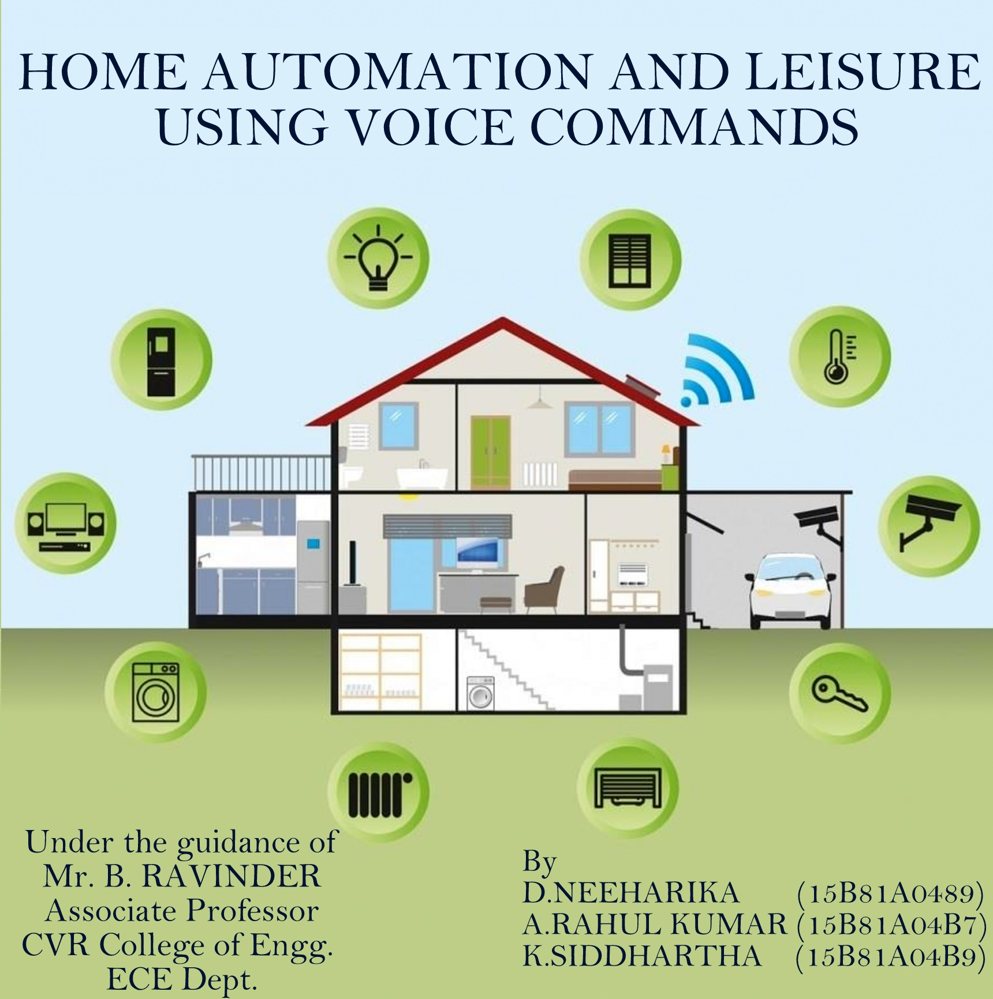 HOME AUTOMATION AND LEISURE
USING VOICE COMMANDS
Under the guidance of
Mr. B. RAVINDER
Associate Professor
CVR College of Engg.
ECE Dept.
By
D.NEEHARIKA (15B81A0489)
A.RAHUL KUMAR (15B81A04B7)
K.SIDDHARTHA (15B81A04B9)